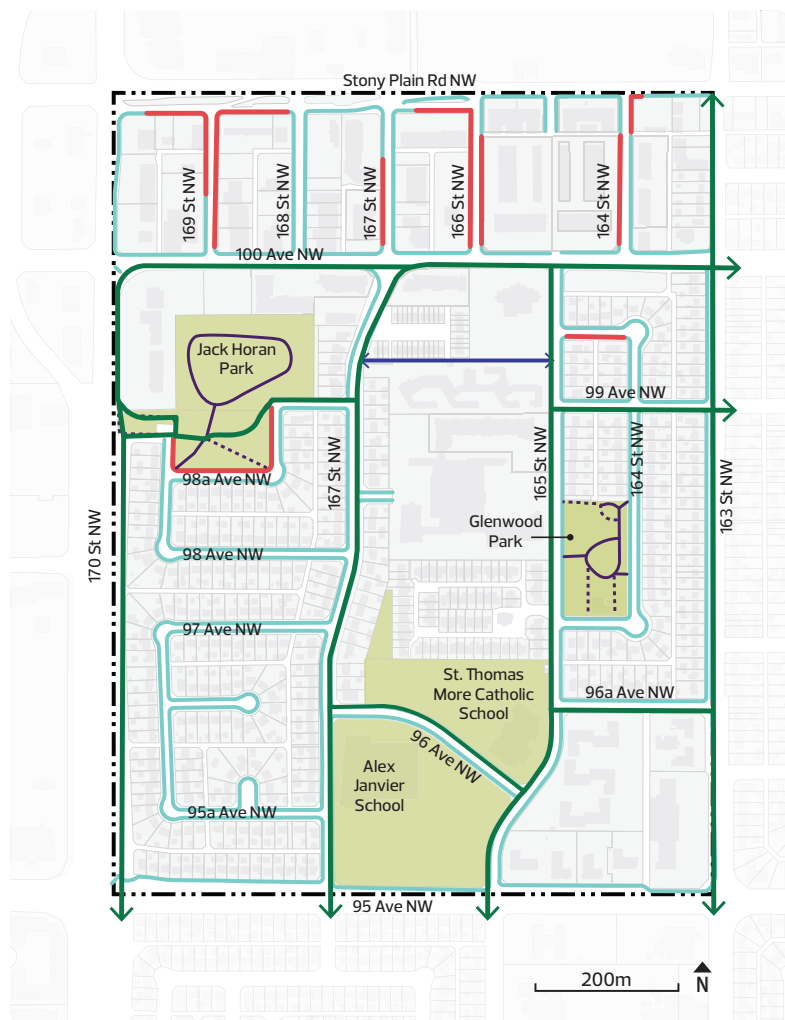 Stony Plain Rd NW
169 St NW
168 St NW
167 St NW
166 St NW
164 St NW
100 Ave NW
Jack Horan
Park
99 Ave NW
98a Ave NW
167 St NW
165 St NW
164 St NW
163 St NW
170 St NW
Glenwood
Park
98 Ave NW
97 Ave NW
St. Thomas
More Catholic
School
96a Ave NW
96 Ave NW
Alex
Janvier
School
95a Ave NW
95 Ave NW
200m
N